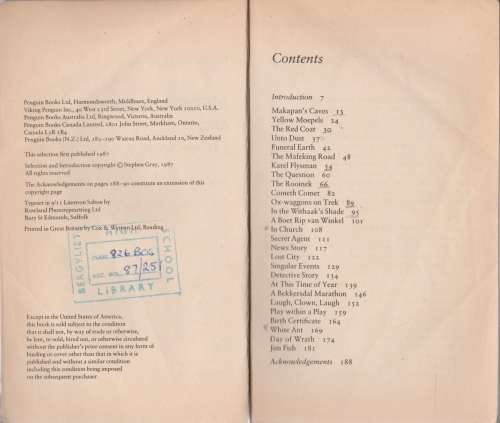 Penguin Books Ltd, Harmondsworth, Middlesex, England
Viking Penguin Inc., 40 West 23rd Street, New York, New York 10010, U.S.A.
Penguin Books Australia Ltd, Ringwood, Victoria, Australia
Penguin Books Canada Limited, 2801 John Street, Markham, Ontario,
Canada L3R 1B4
Penguin Books (N.Z.) Ltd, 182–190 Wairau Road, Auckland 10, New Zealand
This selection first published 1987
Selection and Introduction copyright © Stephen Gray, 1987
All rights reserved
The Acknowledgements on pages 188–90 constitute an extension of this
copyright page
Typeset in 9/11 Linotron Sabon by
Rowland Phototypesetting Ltd
Bury St Edmunds, Suffolk
Printed in Great Britain by Cox & Wyman Ltd, Reading
BERGVLIET HIGH SCHOOL
CLASS 826 BOS
ACC. NO. 87/251
LIBRARY
Except in the United States of America,
this book is sold subject to the condition
that it shall not, by way of trade or otherwise,
be lent, re-sold, hired out, or otherwise circulated
without the publisher's prior consent in any form of
binding or cover other than that in which it is
published and without a similar condition
including this condition being imposed
on the subsequent purchaser
Contents
Introduction 7
Makapan's Caves 15
Yellow Moepels 24
The Red Coat 30
Unto Dust 37
Funeral Earth 42
The Mafeking Road 48
Karel Flysman 54
The Question 60
The Rooinek 66
Cometh Comet 82
Ox-waggons on Trek 89
In the Withaak's Shade 95
A Boer Rip van Winkel 101
In Church 108
Secret Agent 111
News Story 117
Lost City 122
Singular Events 129
Detective Story 134
At This Time of Year 139
A Bekkersdal Marathon 146
Laugh, Clown, Laugh 152
Play within a Play 159
Birth Certificate 164
White Ant 169
Day of Wrath 174
Jim Fish 181
Acknowledgements 188